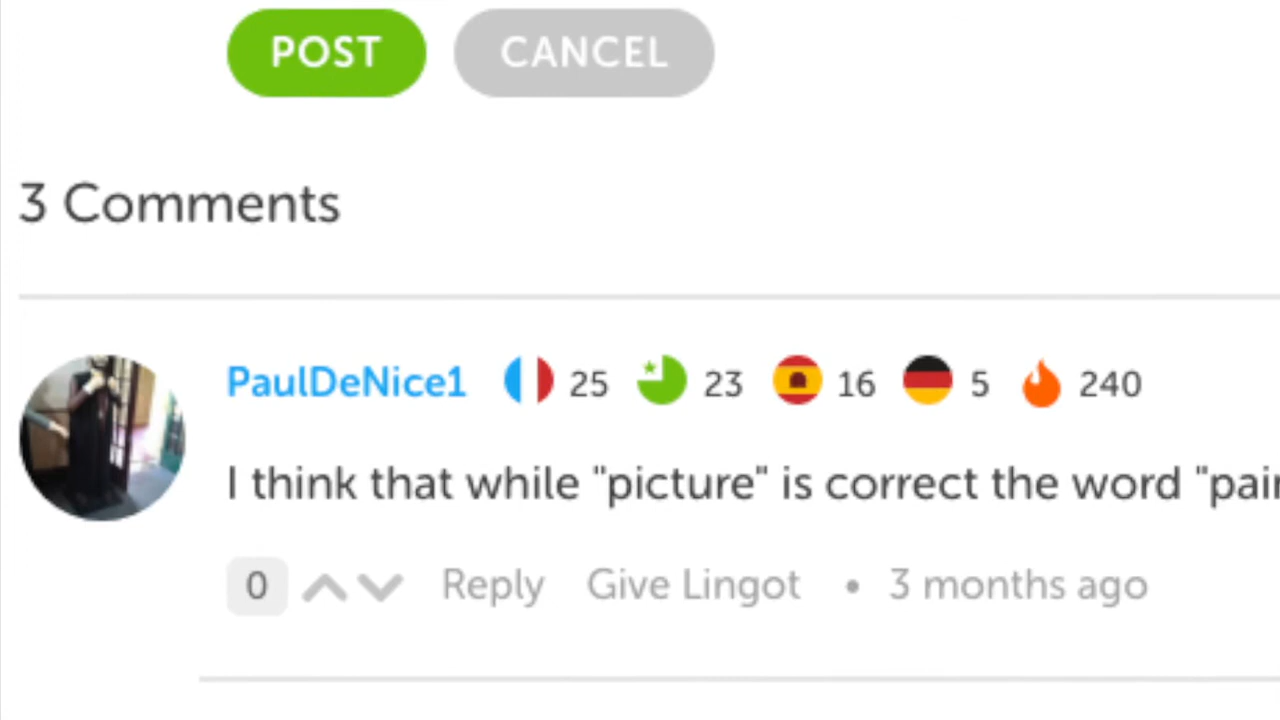 POST CANCEL
3 Comments
PaulDeNice1 25 23 16 5 240
I think that while "picture" is correct the word "pain
0 Reply Give Lingot • 3 months ago